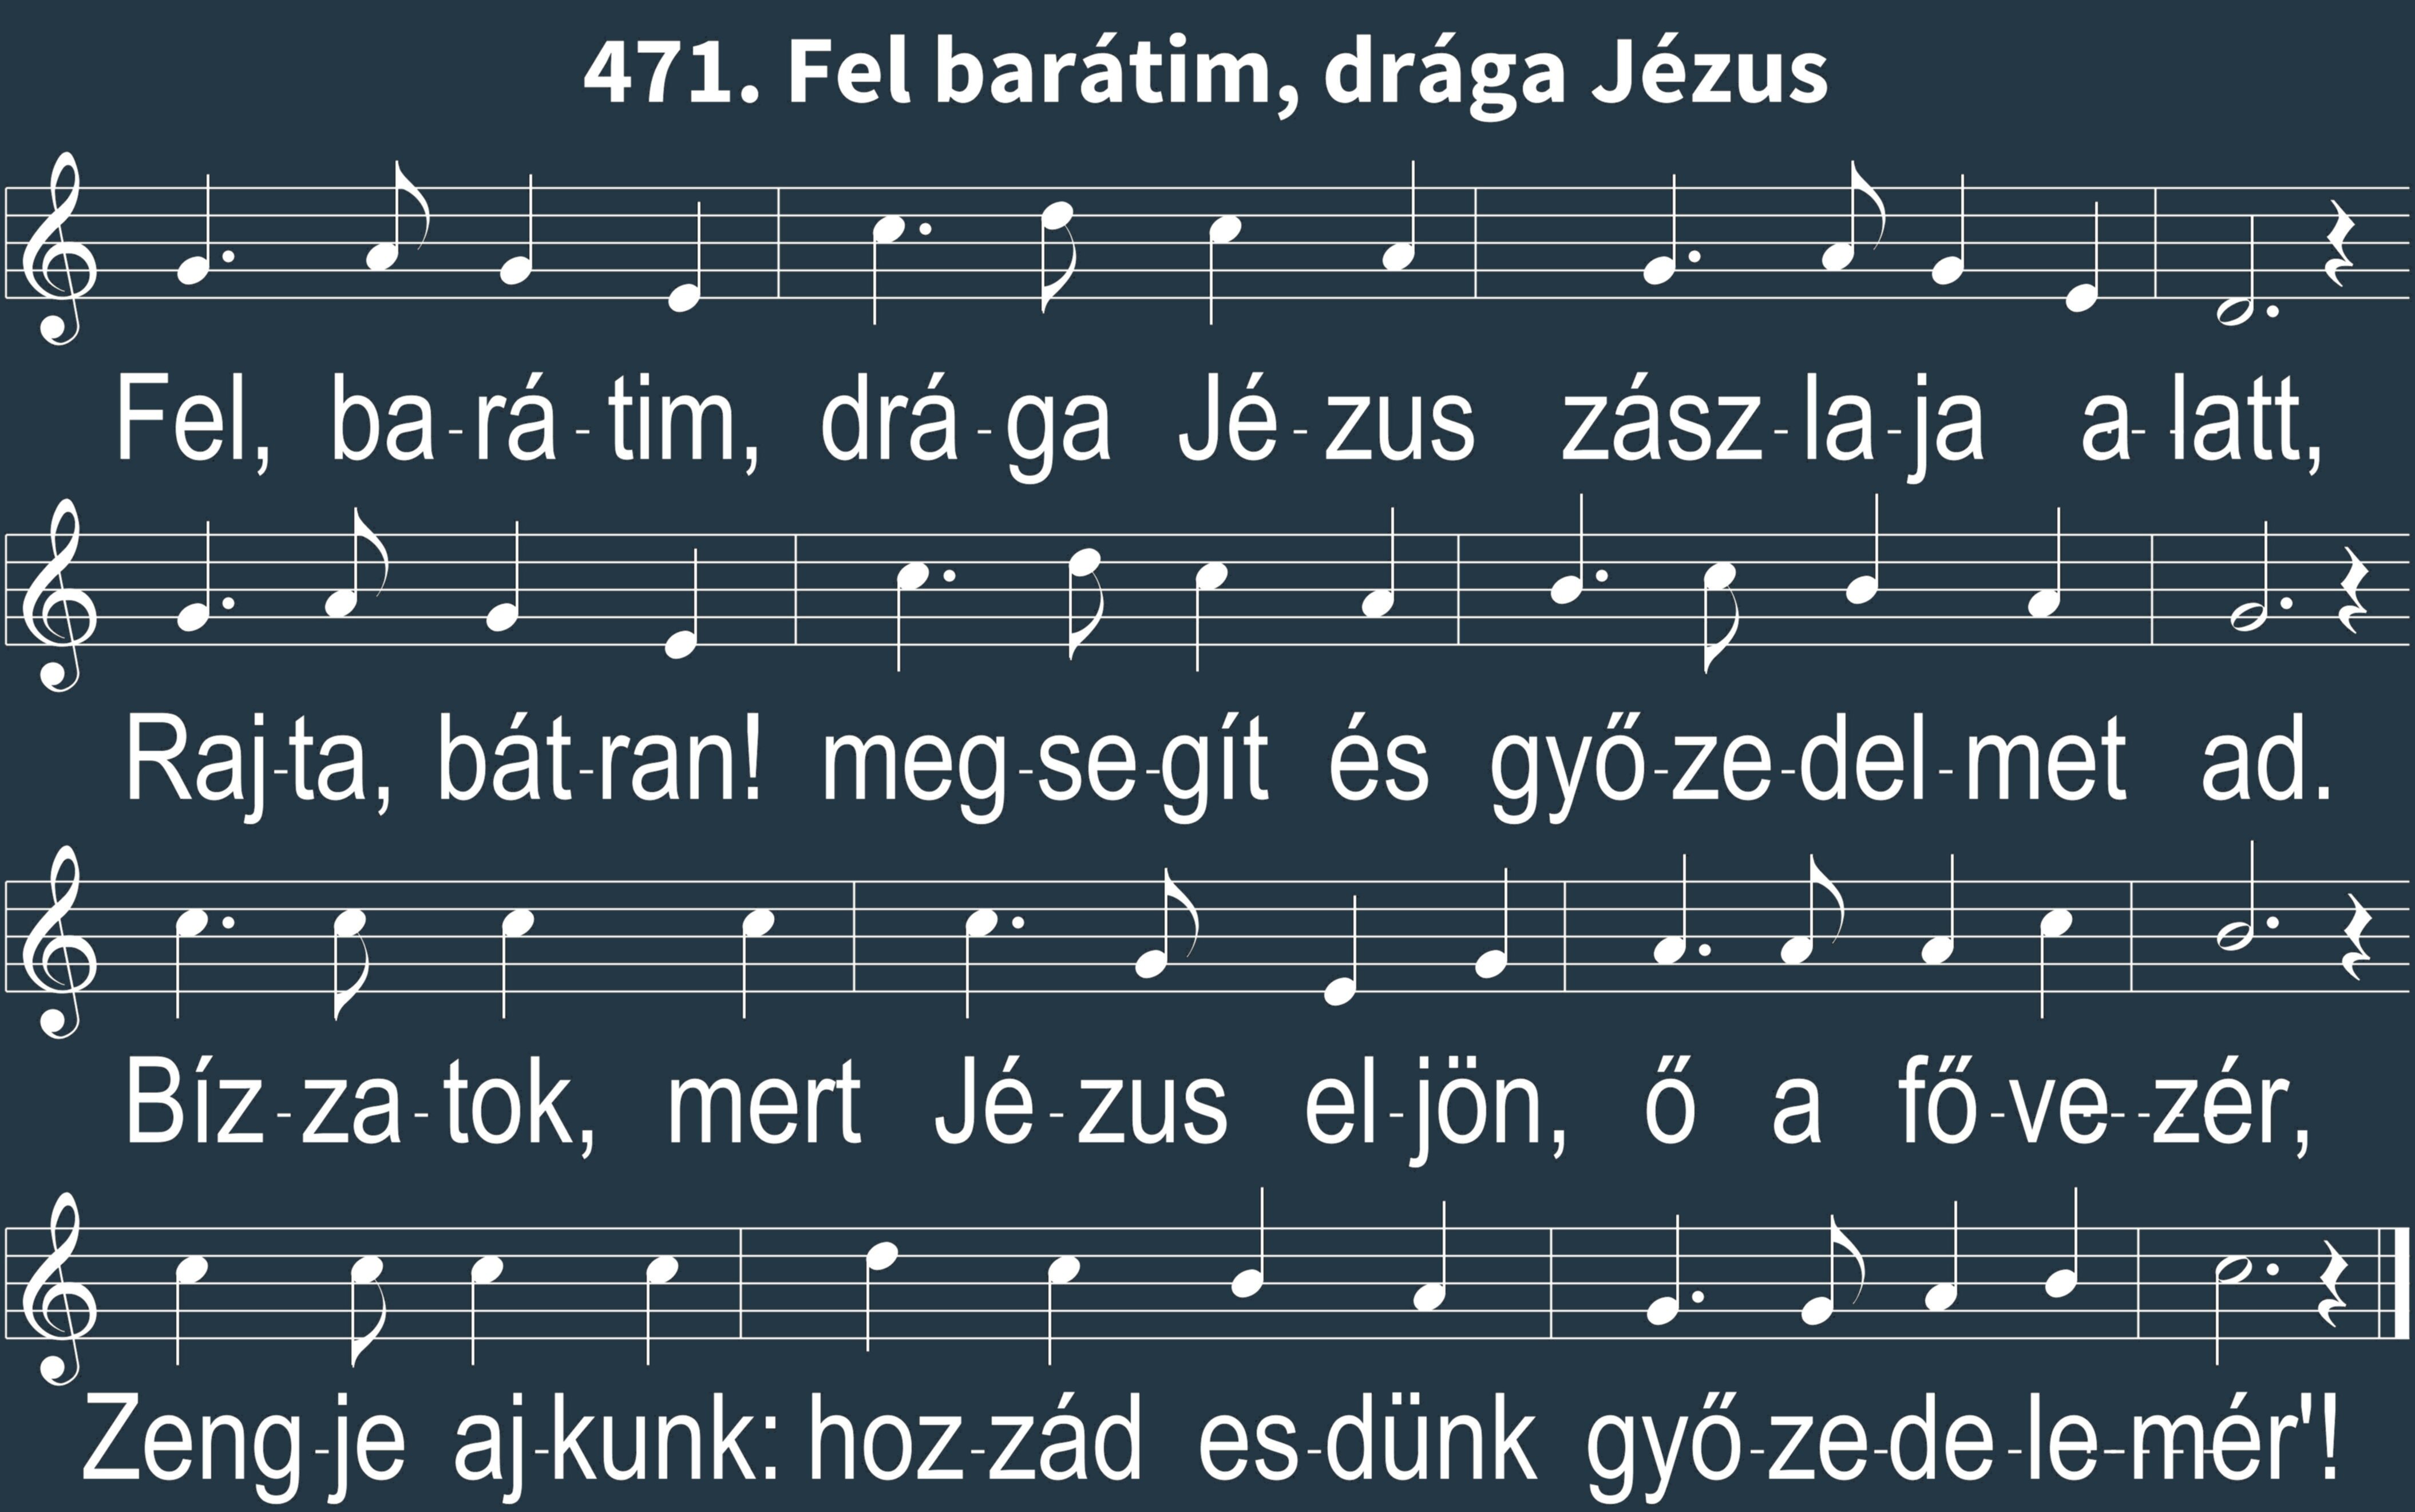 471. Fel barátim, drága Jézus
Fel, ba-rá-tim, drá-ga Jé-zus zász-la-ja a-latt,
Raj-ta, bát-ran! meg-se-gít és győ-ze-del-met ad.
Bíz-za-tok, mert Jé-zus el-jön, ő a fő-ve--zér,
Zeng-je aj-kunk: hoz-zád es-dünk győ-ze-de-le-mér'!